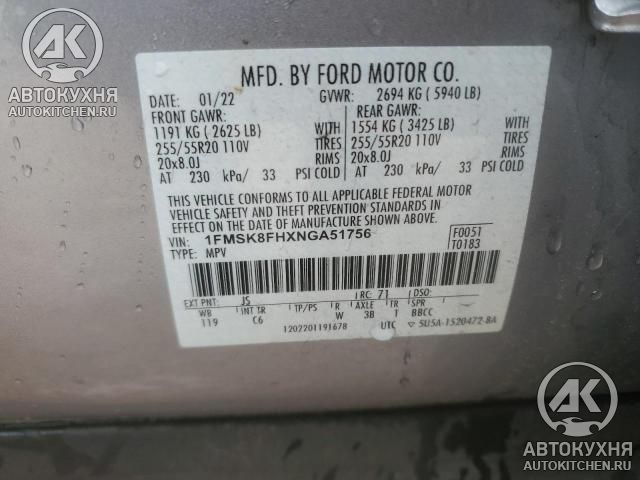 MFD. BY FORD MOTOR CO.
DATE: 01/22 GVWR: 2694 KG ( 5940 LB)
FRONT GAWR: REAR GAWR:
1191 KG ( 2625 LB) WITH 1554 KG ( 3425 LB) WITH
255/55R20 110V TIRES 255/55R20 110V TIRES
20x8.0J RIMS 20x8.0J RIMS
AT 230 kPa/ 33 PSI COLD AT 230 kPa/ 33 PSI COLD
THIS VEHICLE CONFORMS TO ALL APPLICABLE FEDERAL MOTOR
VEHICLE SAFETY AND THEFT PREVENTION STANDARDS IN EFFECT ON THE
DATE OF MANUFACTURE SHOWN ABOVE.
VIN: 1FMSK8FHXNGA51756 F0051
TYPE: MPV T0183
EXT PNT: JS RC: 71 DSO:
WB INT TR TP/PS R AXLE TR SPR
119 C6 W 3B T BBCC
1202201191678 UTC 5U5A-1520472-BA
АК
АВТОКУХНЯ
AUTOKITCHEN.RU
АК
АВТОКУХНЯ
AUTOKITCHEN.RU